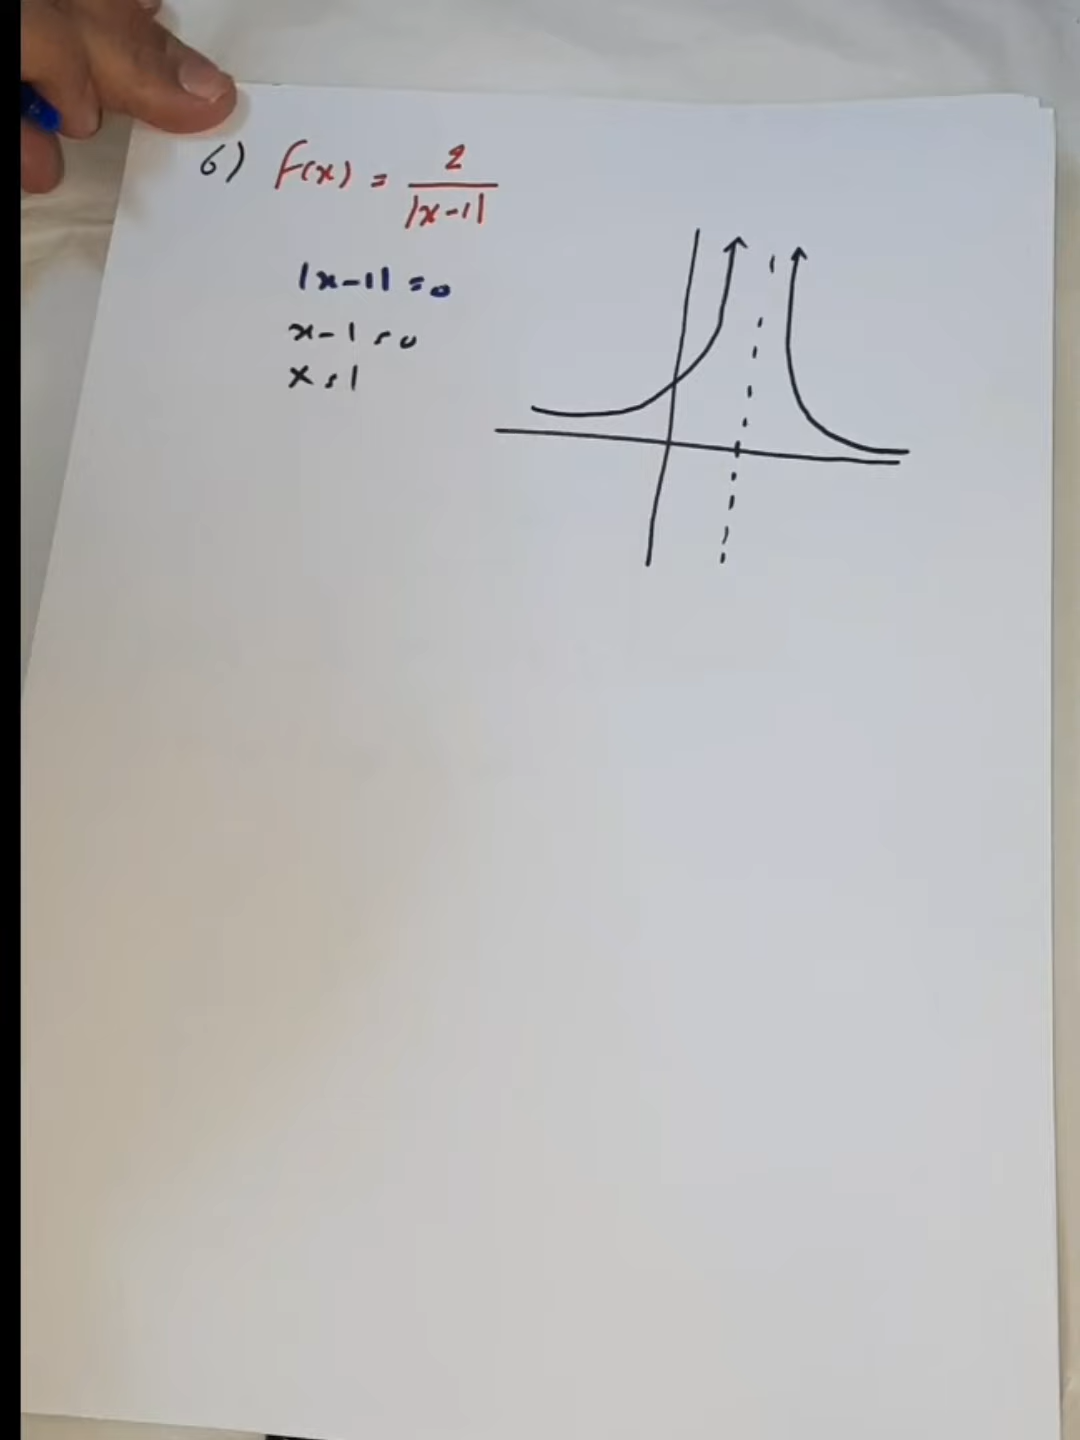 6) f(x) = 2/|x-1|
|x-1| = 0
x-1 = 0
x = 1